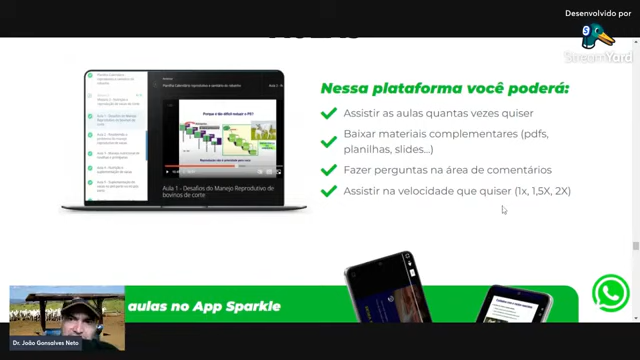 Desenvolvido por
StreamYard
Nessa plataforma você poderá:
Assistir as aulas quantas vezes quiser
Baixar materiais complementares (pdfs,
planilhas, slides...)
Fazer perguntas na área de comentários
Assistir na velocidade que quiser (1x, 1,5X, 2X)
Aula 1 - Desafios do Manejo Reprodutivo de
bovinos de corte
aulas no App Sparkle
Dr. João Gonsalves Neto